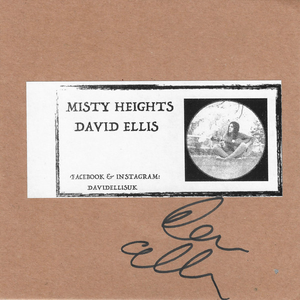 MISTY HEIGHTS
DAVID ELLIS
FACEBOOK & INSTAGRAM:
DAVIDELLISUK